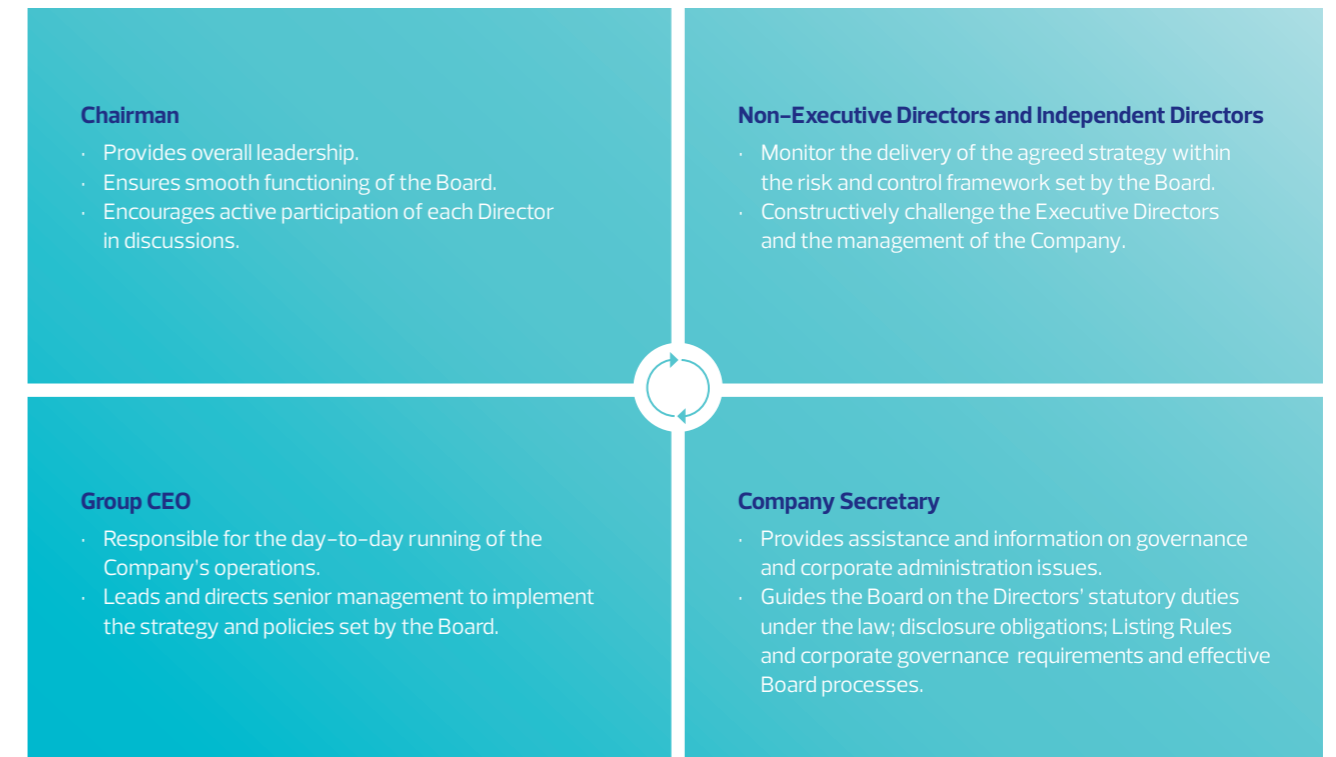 Chairman
· Provides overall leadership.
· Ensures smooth functioning of the Board.
· Encourages active participation of each Director
in discussions.
Non-Executive Directors and Independent Directors
· Monitor the delivery of the agreed strategy within
the risk and control framework set by the Board.
· Constructively challenge the Executive Directors
and the management of the Company.
Group CEO
· Responsible for the day-to-day running of the
Company's operations.
· Leads and directs senior management to implement
the strategy and policies set by the Board.
Company Secretary
· Provides assistance and information on governance
and corporate administration issues.
· Guides the Board on the Directors' statutory duties
under the law; disclosure obligations; Listing Rules
and corporate governance requirements and effective
Board processes.